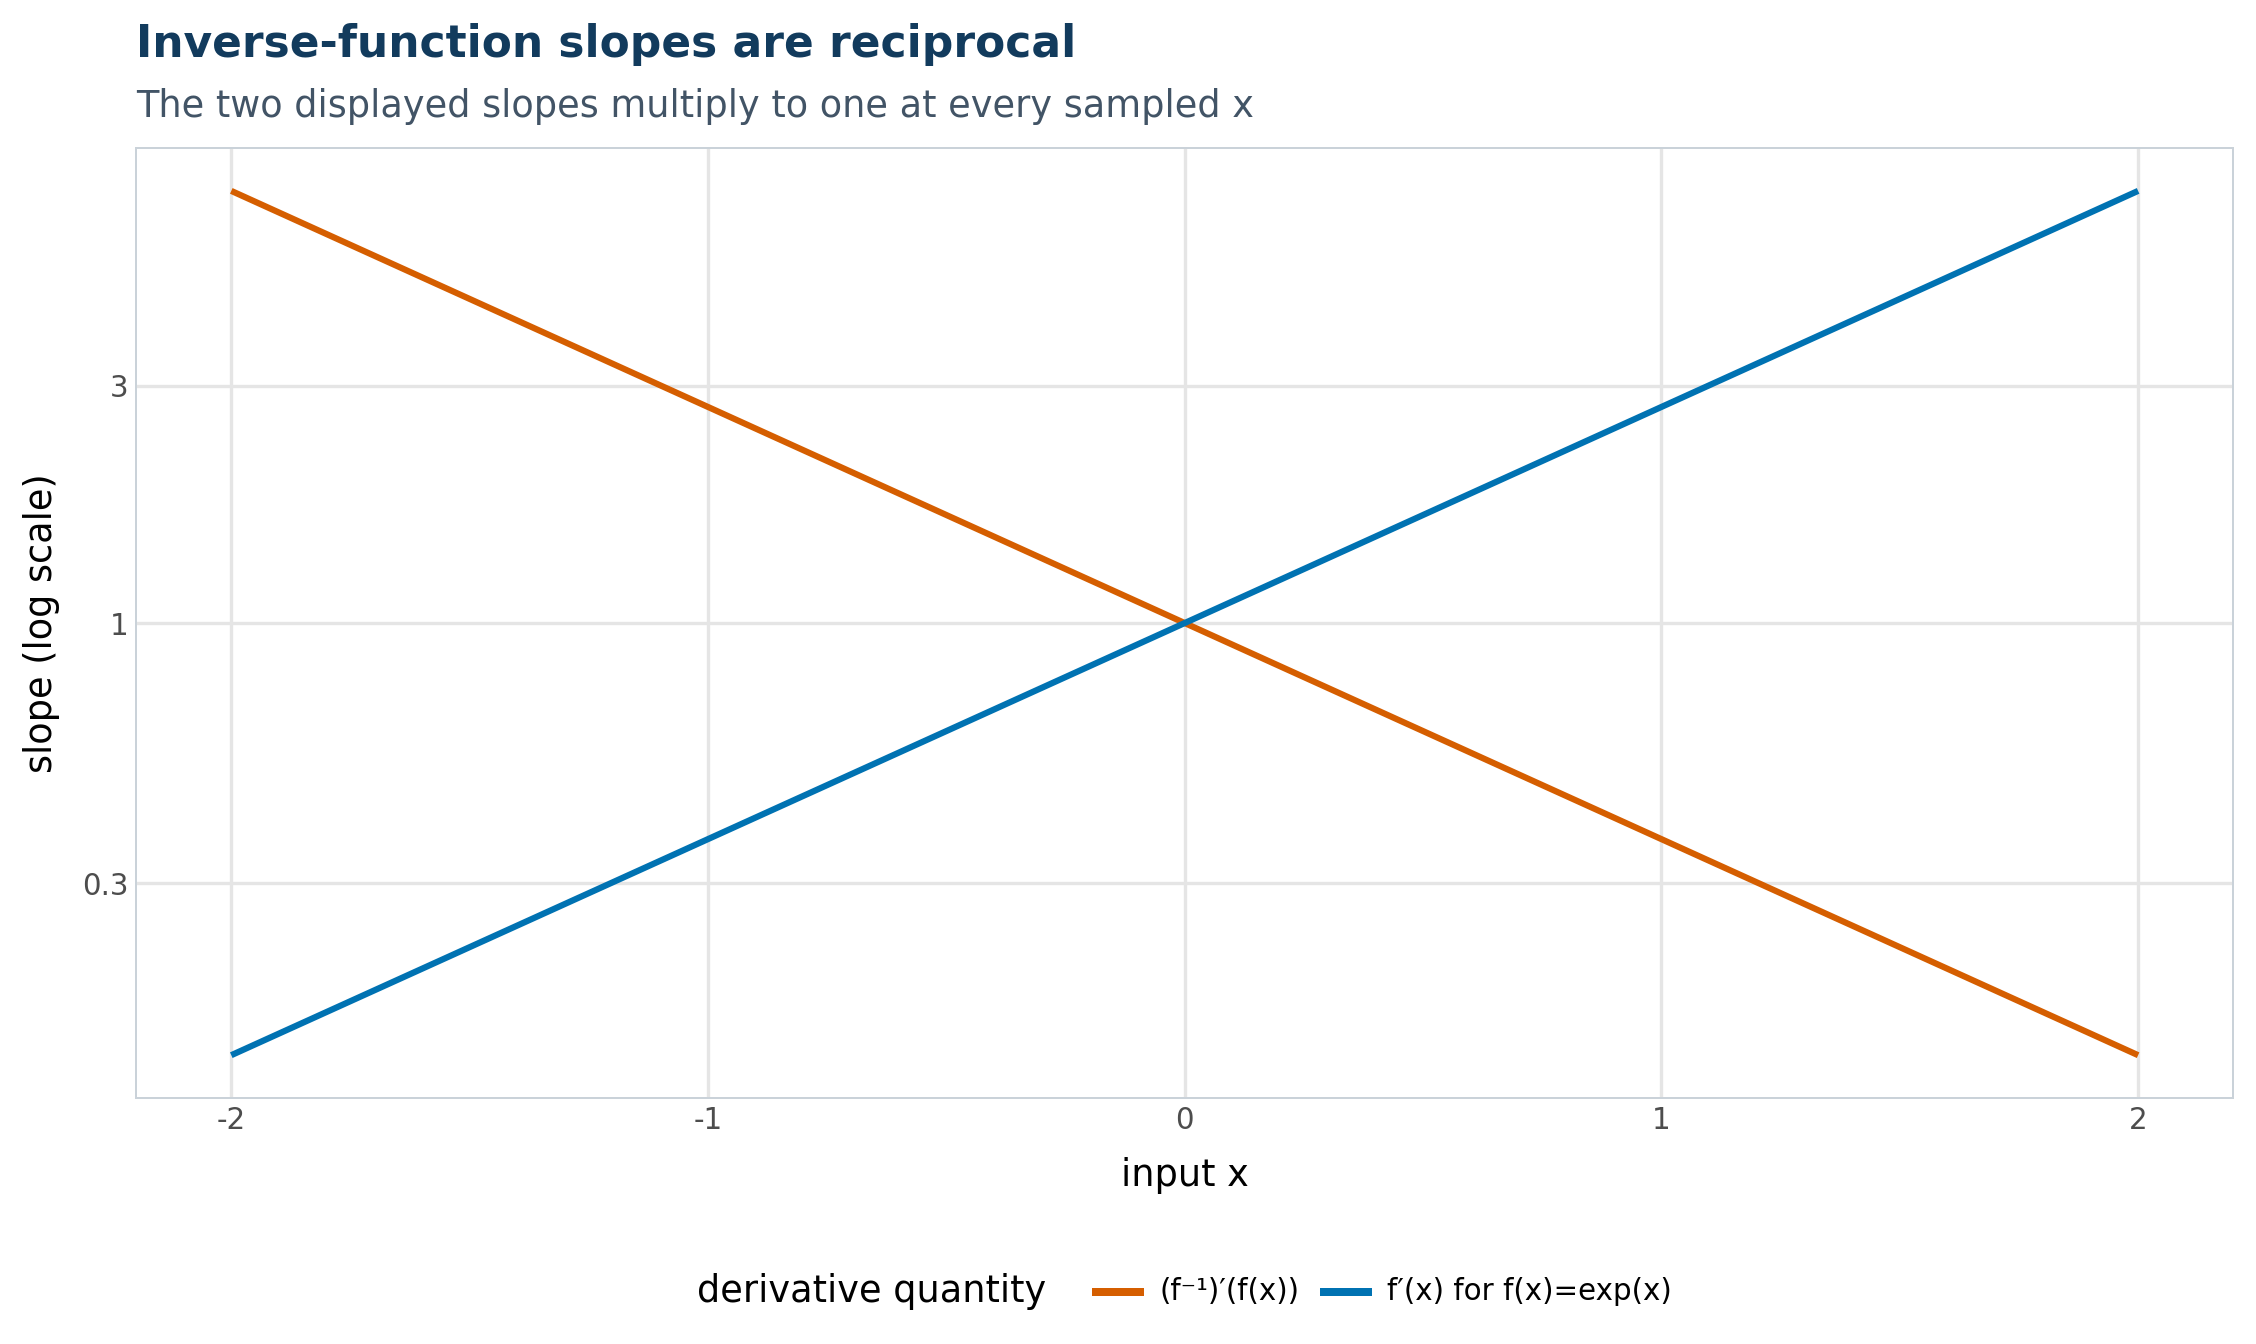 Inverse-function slopes are reciprocal
The two displayed slopes multiply to one at every sampled x
slope (log scale)
3
1
0.3
-2 -1 0 1 2
input x
derivative quantity (f⁻¹)′(f(x)) f′(x) for f(x)=exp(x)